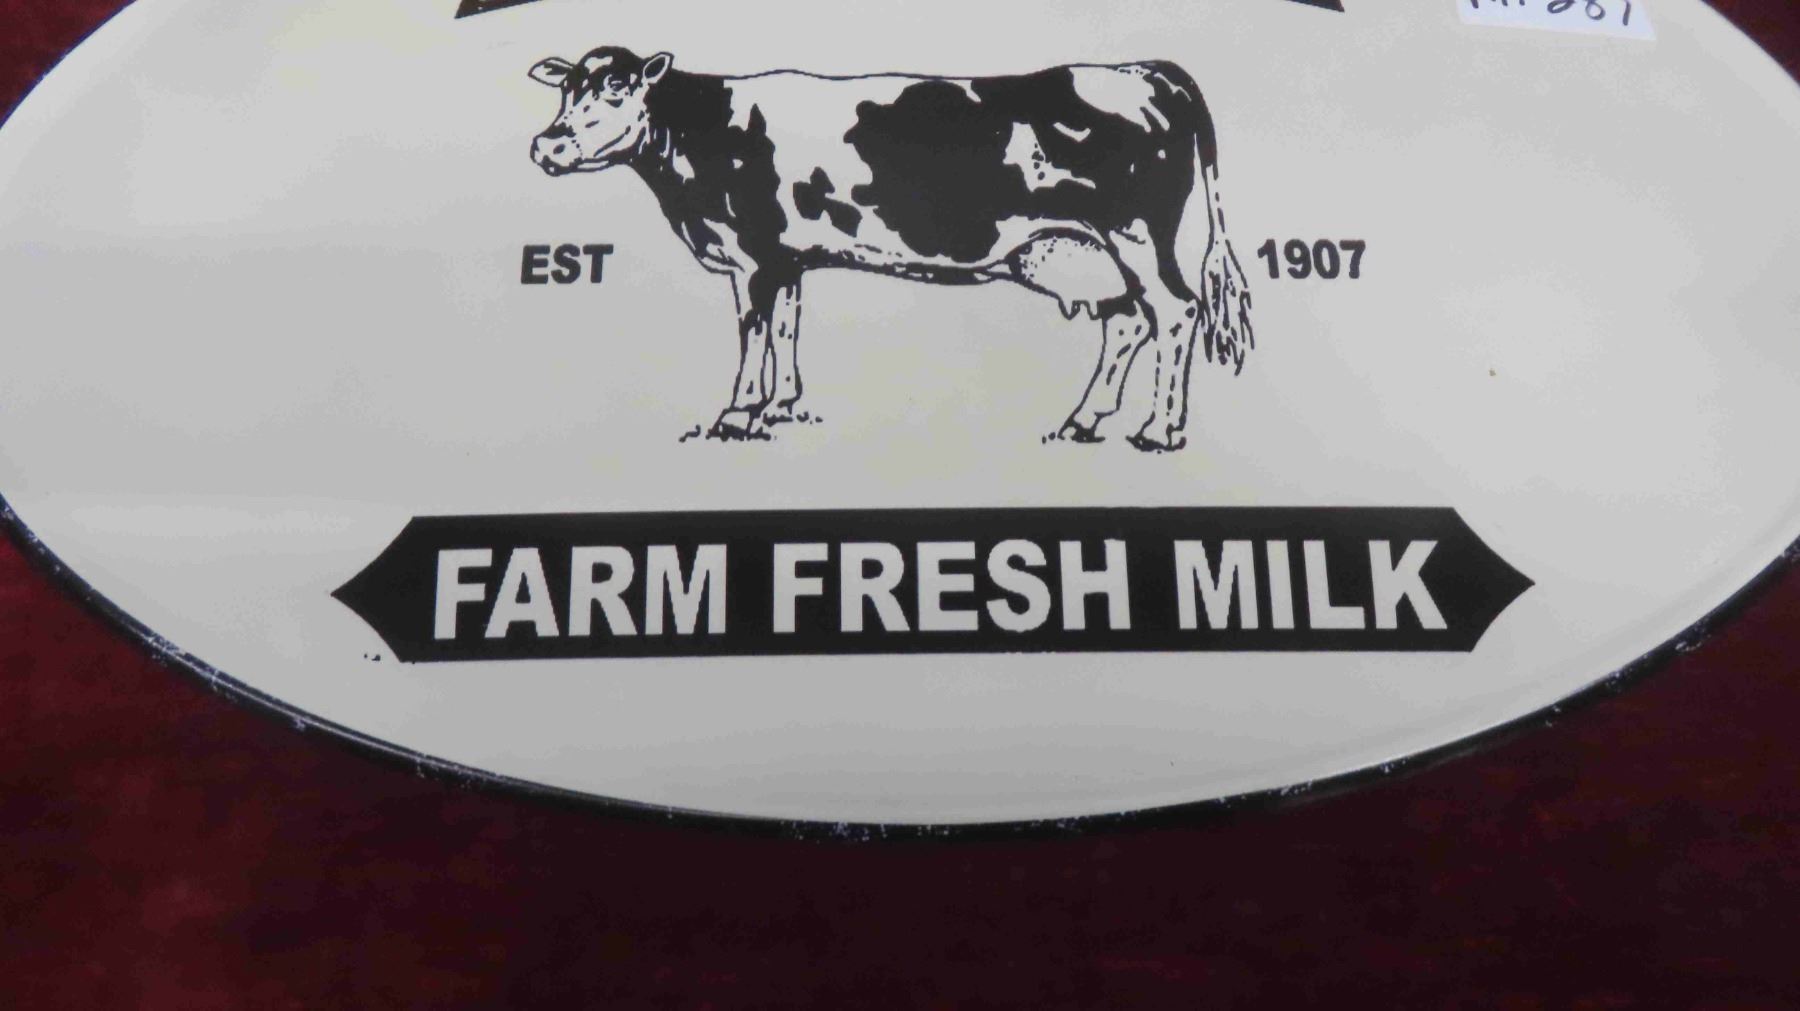 EST 1907
FARM FRESH MILK